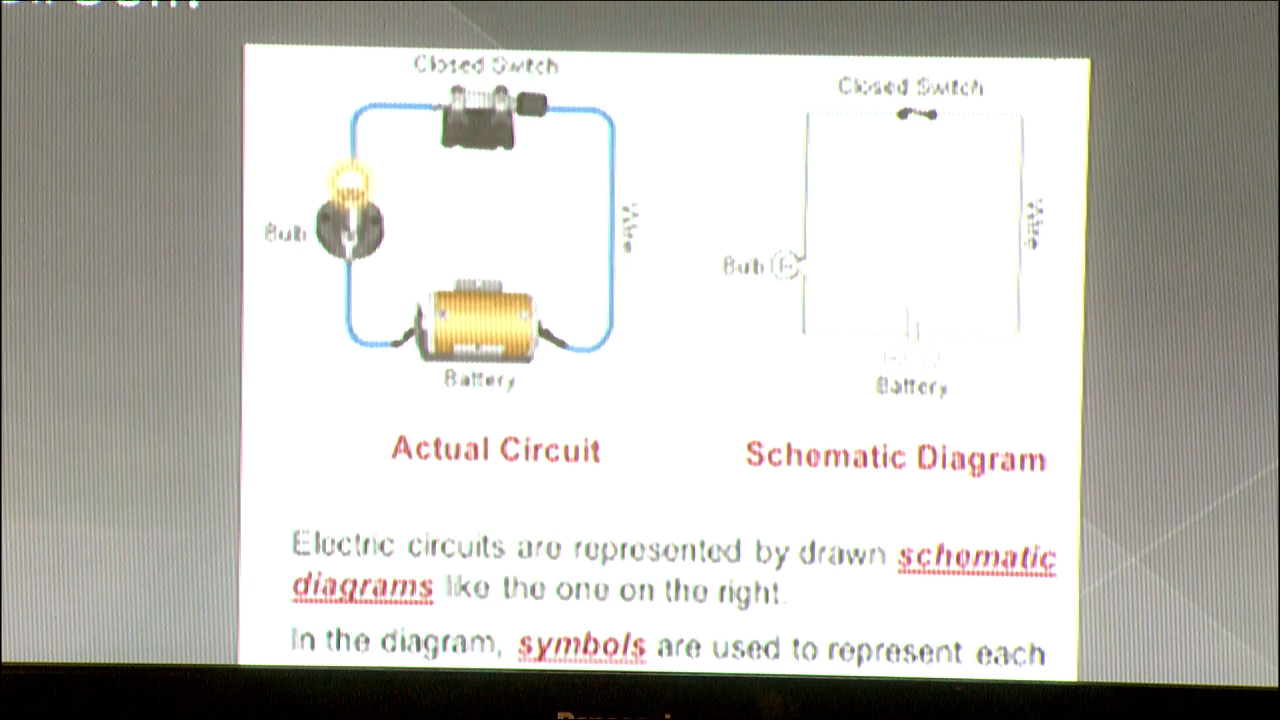 Closed Switch
Closed Switch
Wire
Wire
Bulb
Bulb
Battery
Battery
Actual Circuit
Schematic Diagram
Electric circuits are represented by drawn schematic
diagrams like the one on the right.
In the diagram, symbols are used to represent each